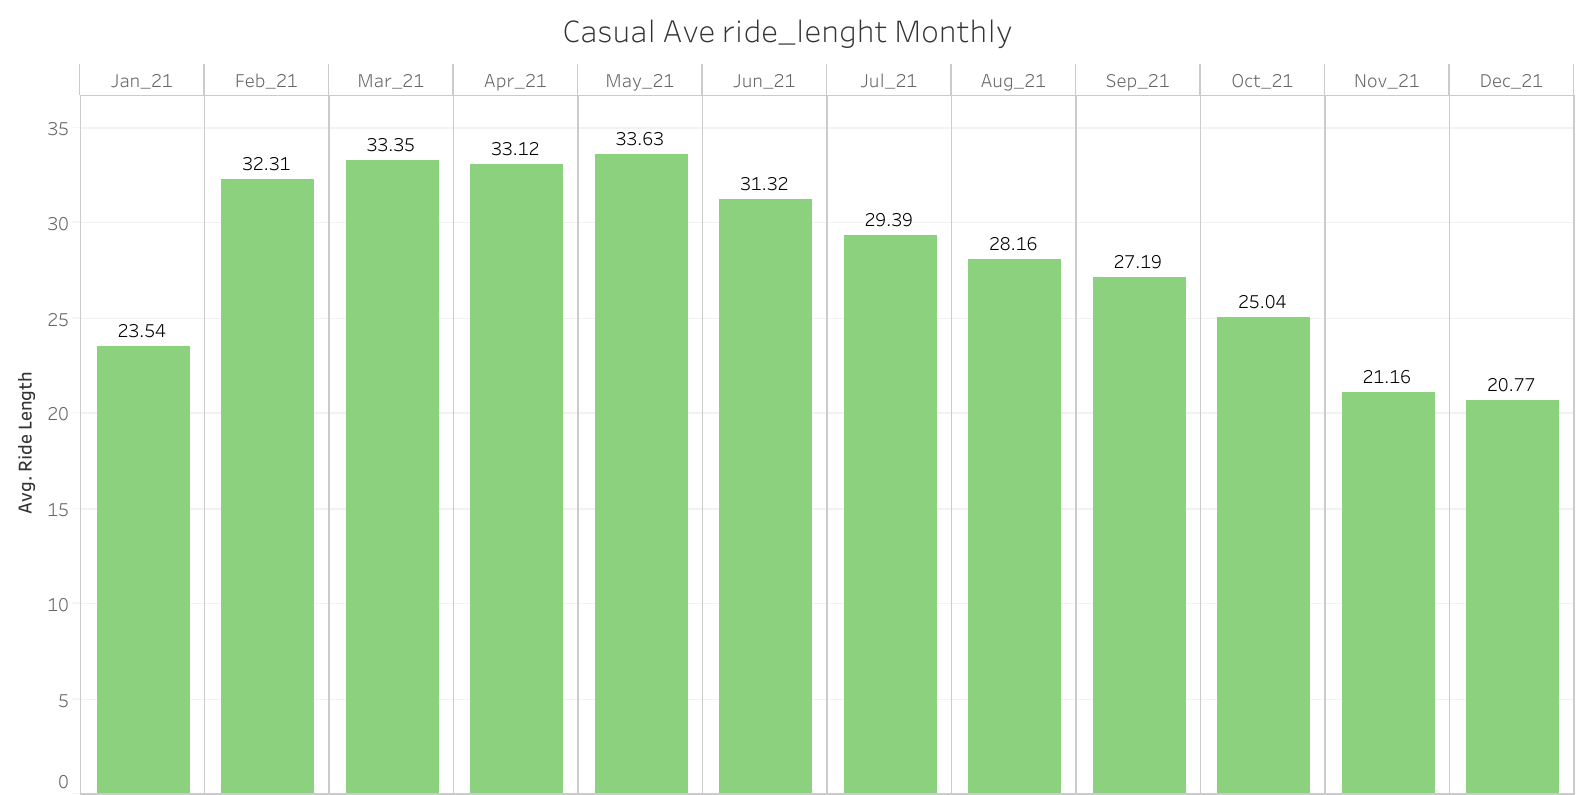 Casual Ave ride_lenght Monthly
Jan_21 Feb_21 Mar_21 Apr_21 May_21 Jun_21 Jul_21 Aug_21 Sep_21 Oct_21 Nov_21 Dec_21
Avg. Ride Length
35
30
25
20
15
10
5
0
23.54 32.31 33.35 33.12 33.63 31.32 29.39 28.16 27.19 25.04 21.16 20.77